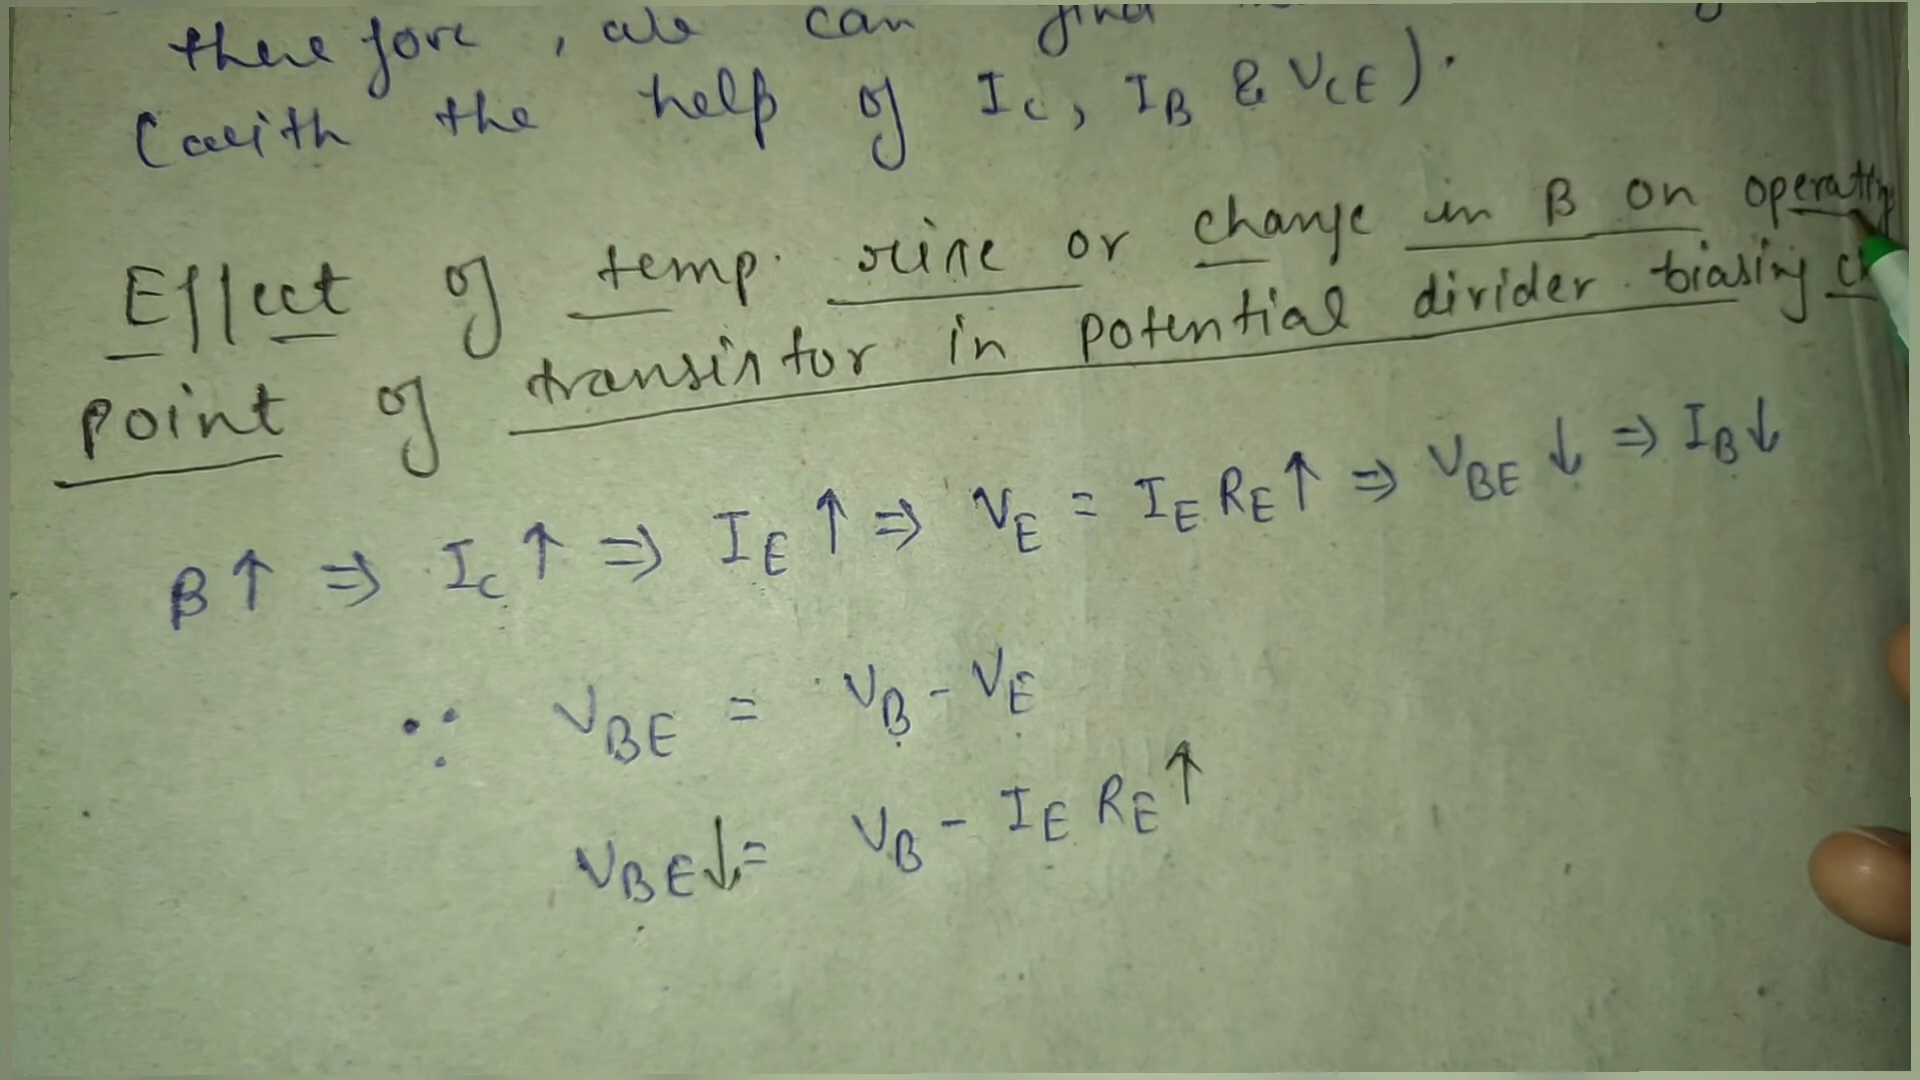 therefore, we can find
(with the help of IC, IB & VCE).
Effect of temp. rise or change in β on operating
point of transistor in potential divider biasing
β↑ ⇒ IC↑ ⇒ IE↑ ⇒ VE = IE RE↑ ⇒ VBE↓ ⇒ IB↓
∵ VBE = VB - VE
VBE↓ = VB - IE RE↑